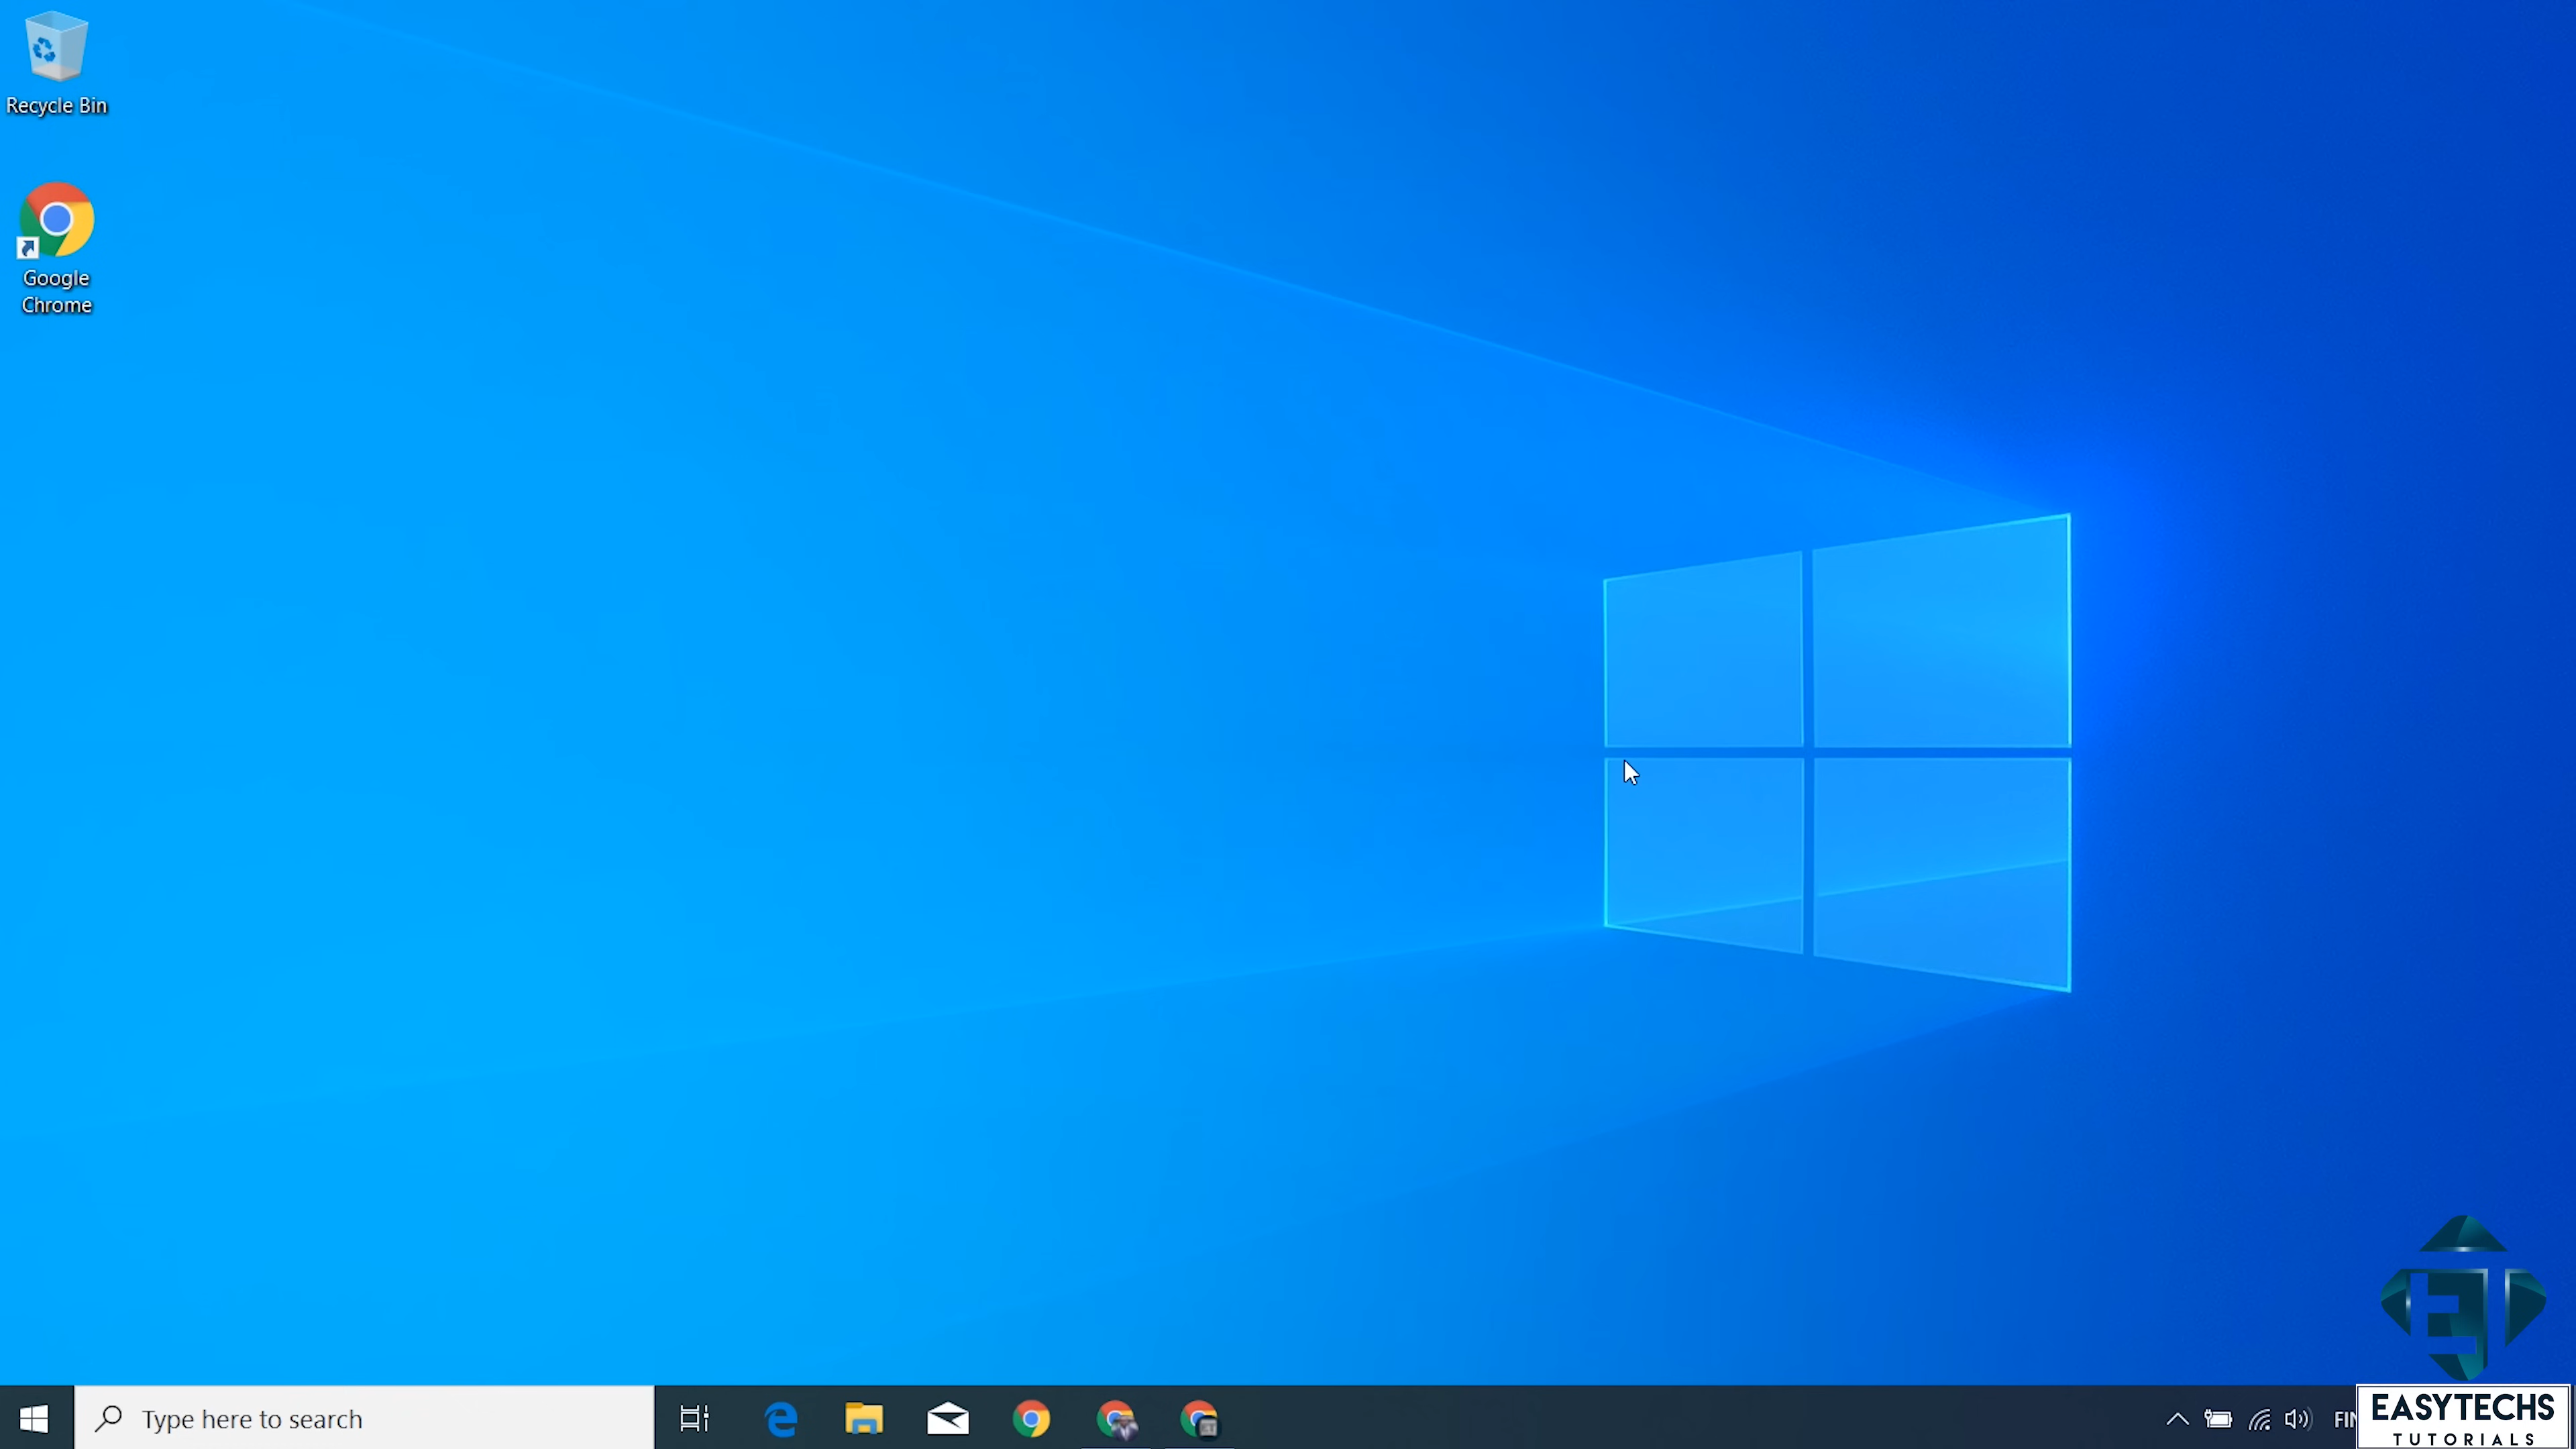 Recycle Bin
Google
Chrome
Type here to search
EASYTECHS
TUTORIALS